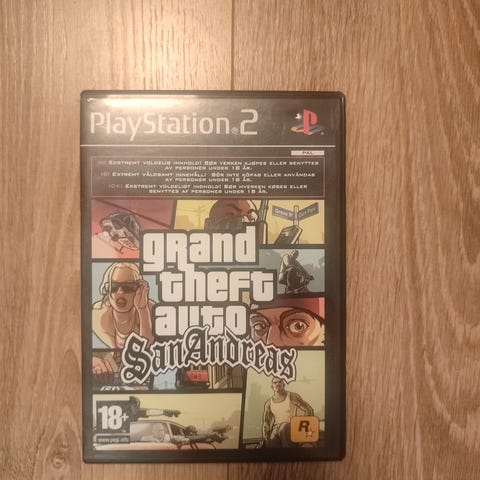 PlayStation®2
PAL
(N) EKSTREMT VOLDELIG INNHOLD! BØR VERKEN KJØPES ELLER BENYTTES
AV PERSONER UNDER 18 ÅR.
(S) EXTREMT VÅLDSAMT INNEHÅLL! BÖR INTE KÖPAS ELLER ANVÄNDAS
AV PERSONER UNDER 18 ÅR.
(DK) EKSTREMT VOLDELIGT INDHOLD! BØR HVERKEN KØBES ELLER
BENYTTES AF PERSONER UNDER 18 ÅR.
Grove St
grand
theft
auto
San Andreas
18+
www.pegi.info
R